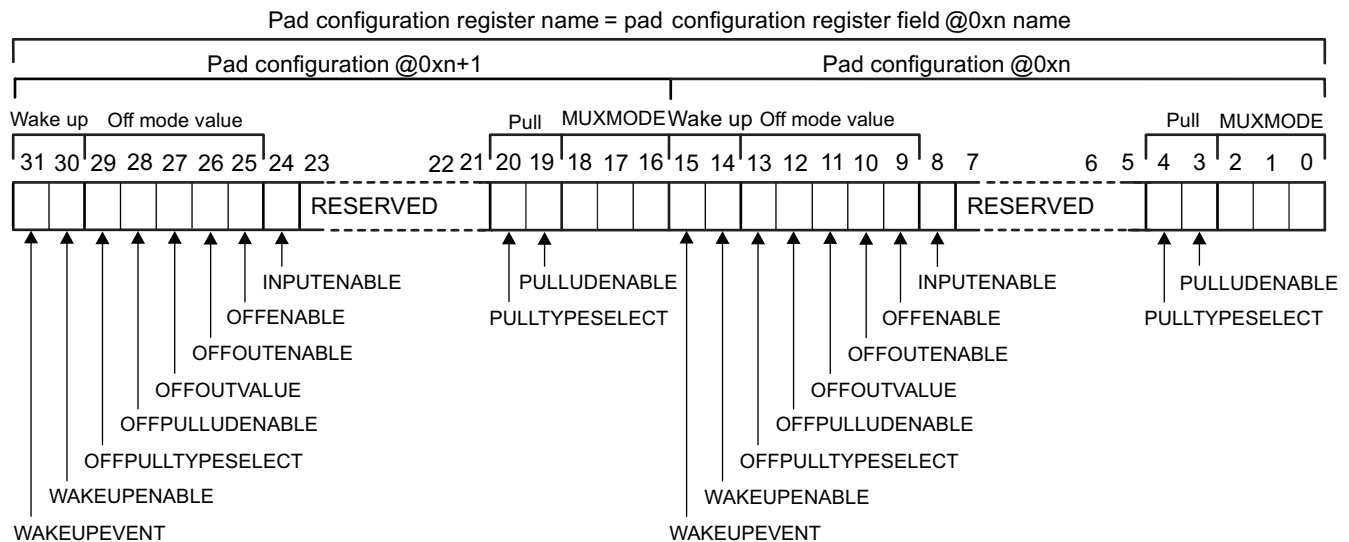 Pad configuration register name = pad configuration register field @0xn name
Pad configuration @0xn+1 Pad configuration @0xn
Wake up Off mode value Pull MUXMODE Wake up Off mode value Pull MUXMODE
31 30 29 28 27 26 25 24 23 22 21 20 19 18 17 16 15 14 13 12 11 10 9 8 7 6 5 4 3 2 1 0
RESERVED RESERVED
INPUTENABLE PULLUDENABLE INPUTENABLE PULLUDENABLE
OFFENABLE PULLTYPESELECT OFFENABLE PULLTYPESELECT
OFFOUTENABLE OFFOUTENABLE
OFFOUTVALUE OFFOUTVALUE
OFFPULLUDENABLE OFFPULLUDENABLE
OFFPULLTYPESELECT OFFPULLTYPESELECT
WAKEUPENABLE WAKEUPENABLE
WAKEUPEVENT WAKEUPEVENT